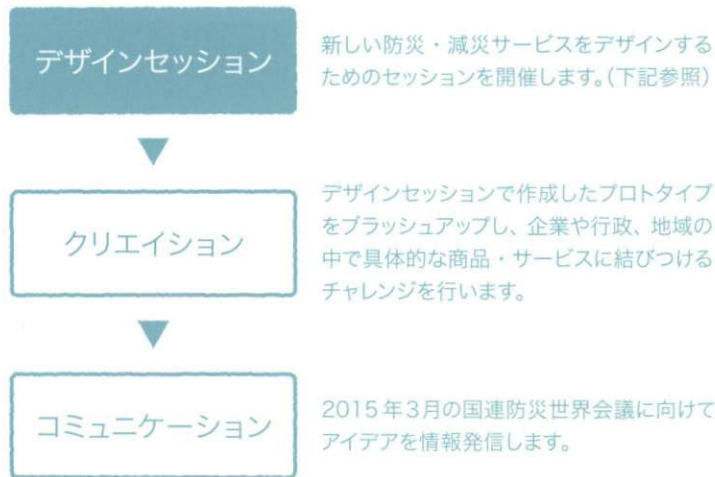 デザインセッション
新しい防災・減災サービスをデザインする
ためのセッションを開催します。(下記参照)
クリエイション
デザインセッションで作成したプロトタイプ
をブラッシュアップし、企業や行政、地域の
中で具体的な商品・サービスに結びつける
チャレンジを行います。
コミュニケーション
2015年3月の国連防災世界会議に向けて
アイデアを情報発信します。